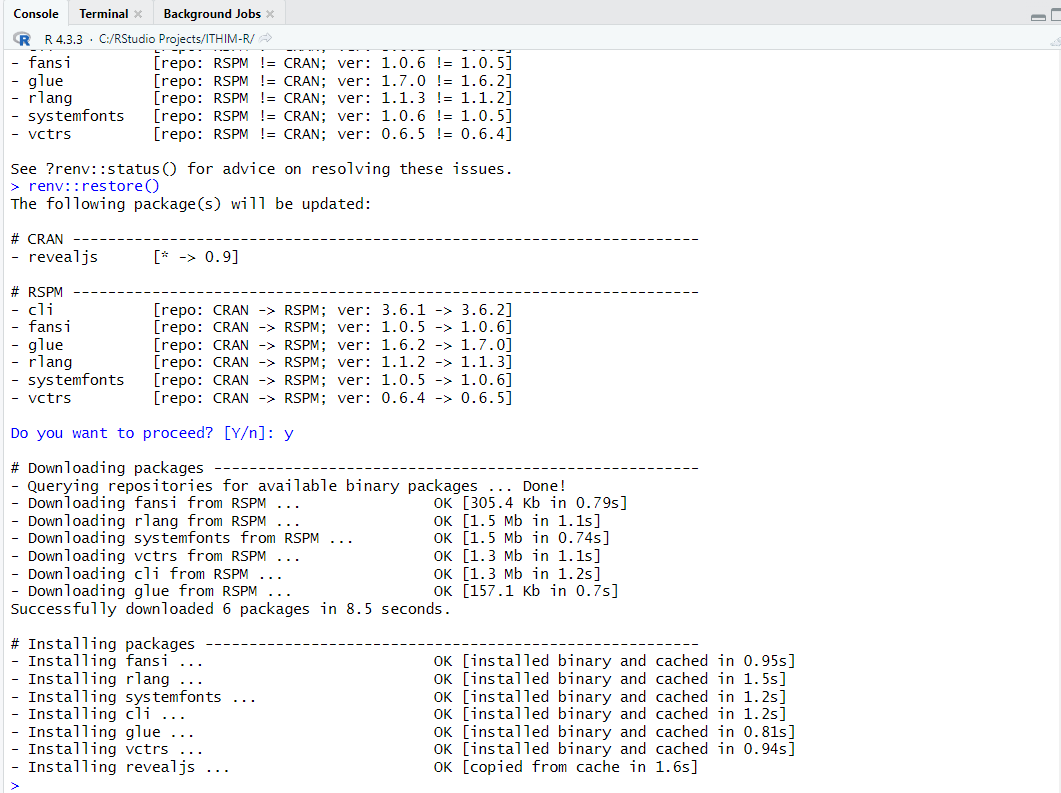 Console Terminal × Background Jobs ×
R 4.3.3 · C:/RStudio Projects/ITHIM-R/
- fansi [repo: RSPM != CRAN; ver: 1.0.6 != 1.0.5]
- glue [repo: RSPM != CRAN; ver: 1.7.0 != 1.6.2]
- rlang [repo: RSPM != CRAN; ver: 1.1.3 != 1.1.2]
- systemfonts [repo: RSPM != CRAN; ver: 1.0.6 != 1.0.5]
- vctrs [repo: RSPM != CRAN; ver: 0.6.5 != 0.6.4]
See ?renv::status() for advice on resolving these issues.
> renv::restore()
The following package(s) will be updated:
# CRAN -----------------------------------------------------------------------
- revealjs [* -> 0.9]
# RSPM -----------------------------------------------------------------------
- cli [repo: CRAN -> RSPM; ver: 3.6.1 -> 3.6.2]
- fansi [repo: CRAN -> RSPM; ver: 1.0.5 -> 1.0.6]
- glue [repo: CRAN -> RSPM; ver: 1.6.2 -> 1.7.0]
- rlang [repo: CRAN -> RSPM; ver: 1.1.2 -> 1.1.3]
- systemfonts [repo: CRAN -> RSPM; ver: 1.0.5 -> 1.0.6]
- vctrs [repo: CRAN -> RSPM; ver: 0.6.4 -> 0.6.5]
Do you want to proceed? [Y/n]: y
# Downloading packages -------------------------------------------------------
- Querying repositories for available binary packages ... Done!
- Downloading fansi from RSPM ... OK [305.4 Kb in 0.79s]
- Downloading rlang from RSPM ... OK [1.5 Mb in 1.1s]
- Downloading systemfonts from RSPM ... OK [1.5 Mb in 0.74s]
- Downloading vctrs from RSPM ... OK [1.3 Mb in 1.1s]
- Downloading cli from RSPM ... OK [1.3 Mb in 1.2s]
- Downloading glue from RSPM ... OK [157.1 Kb in 0.7s]
Successfully downloaded 6 packages in 8.5 seconds.
# Installing packages --------------------------------------------------------
- Installing fansi ... OK [installed binary and cached in 0.95s]
- Installing rlang ... OK [installed binary and cached in 1.5s]
- Installing systemfonts ... OK [installed binary and cached in 1.2s]
- Installing cli ... OK [installed binary and cached in 1.2s]
- Installing glue ... OK [installed binary and cached in 0.81s]
- Installing vctrs ... OK [installed binary and cached in 0.94s]
- Installing revealjs ... OK [copied from cache in 1.6s]
>